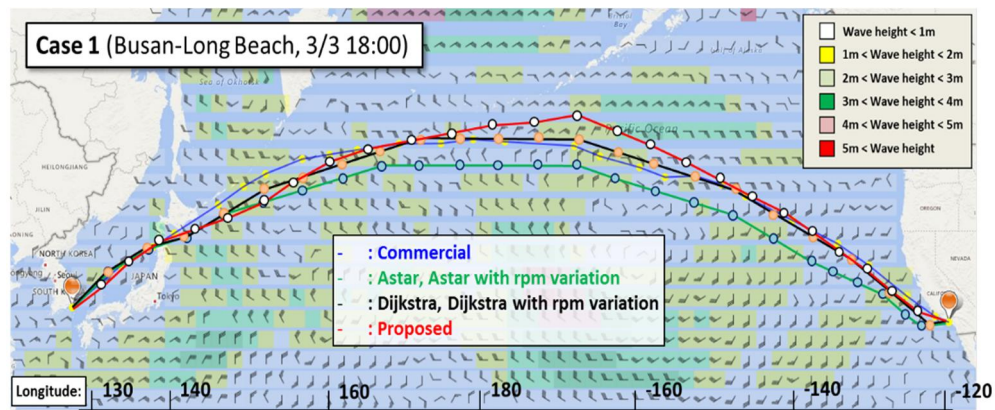 Case 1 (Busan-Long Beach, 3/3 18:00)
Wave height < 1m
1m < Wave height < 2m
2m < Wave height < 3m
3m < Wave height < 4m
4m < Wave height < 5m
5m < Wave height
Sea of Okhotsk
Pacific Ocean
HEILONGJIANG
JILIN
NORTH KOREA
Seoul
SOUTH K
JAPAN
Tokyo
OREGON
NEVADA
CALIF
- : Commercial
- : Astar, Astar with rpm variation
- : Dijkstra, Dijkstra with rpm variation
- : Proposed
Longitude: 130 140 160 180 -160 -140 -120